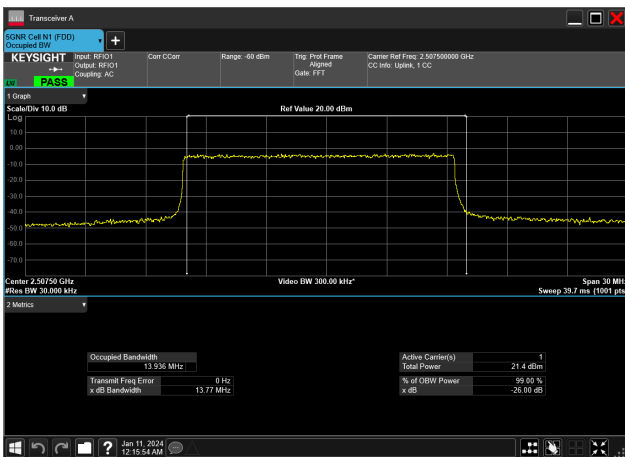 Transceiver A
5GNR Cell N1 (FDD)
Occupied BW
KEYSIGHT
Input: RFIO1
Output: RFIO1
Coupling: AC
Corr CCorr
Range: -60 dBm
Trig: Prot Frame
Aligned
Gate: FFT
Carrier Ref Freq: 2.507500000 GHz
CC Info: Uplink, 1 CC
PASS
1 Graph
Scale/Div 10.0 dB
Ref Value 20.00 dBm
Log
10.0
0.00
-10.0
-20.0
-30.0
-40.0
-50.0
-60.0
-70.0
Center 2.50750 GHz
Video BW 300.00 kHz*
Span 30 MHz
#Res BW 30.000 kHz
Sweep 39.7 ms (1001 pts
2 Metrics
Occupied Bandwidth
13.936 MHz
Active Carrier(s) 1
Total Power 21.4 dBm
Transmit Freq Error 0 Hz
x dB Bandwidth 13.77 MHz
% of OBW Power 99.00 %
x dB -26.00 dB
?
Jan 11, 2024
12:15:54 AM